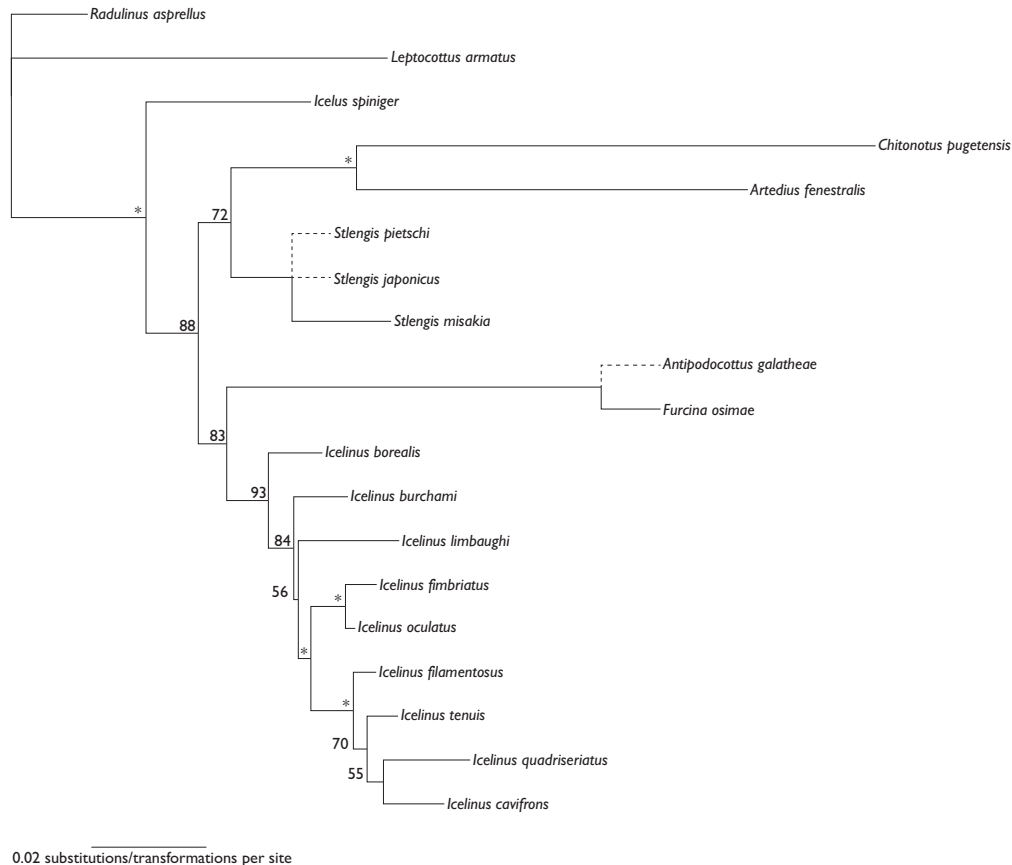 Radulinus asprellus
Leptocottus armatus
Icelus spiniger
Chitonotus pugetensis
*
Artedius fenestralis
*
72
Stlengis pietschi
Stlengis japonicus
Stlengis misakia
88
Antipodocottus galatheae
Furcina osimae
83
Icelinus borealis
93
Icelinus burchami
84
Icelinus limbaughi
56
Icelinus fimbriatus
*
Icelinus oculatus
*
Icelinus filamentosus
*
Icelinus tenuis
70
Icelinus quadriseriatus
55
Icelinus cavifrons
0.02 substitutions/transformations per site